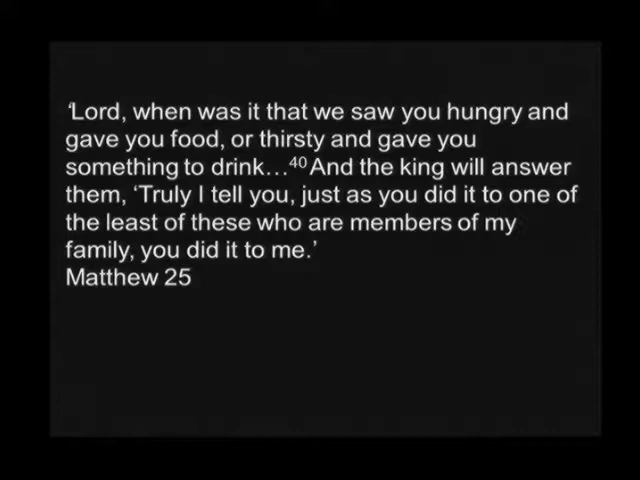 ‘Lord, when was it that we saw you hungry and
gave you food, or thirsty and gave you
something to drink…⁴⁰ And the king will answer
them, ‘Truly I tell you, just as you did it to one of
the least of these who are members of my
family, you did it to me.’
Matthew 25